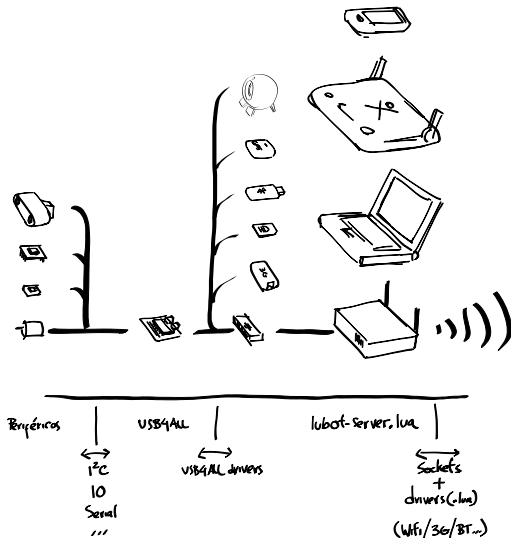 Periféricos
USB4ALL
lubot-server.lua
I²C
IO
Serial
...
USB4ALL drivers
Sockets
+
drivers(.lua)
(Wifi/3G/BT...)